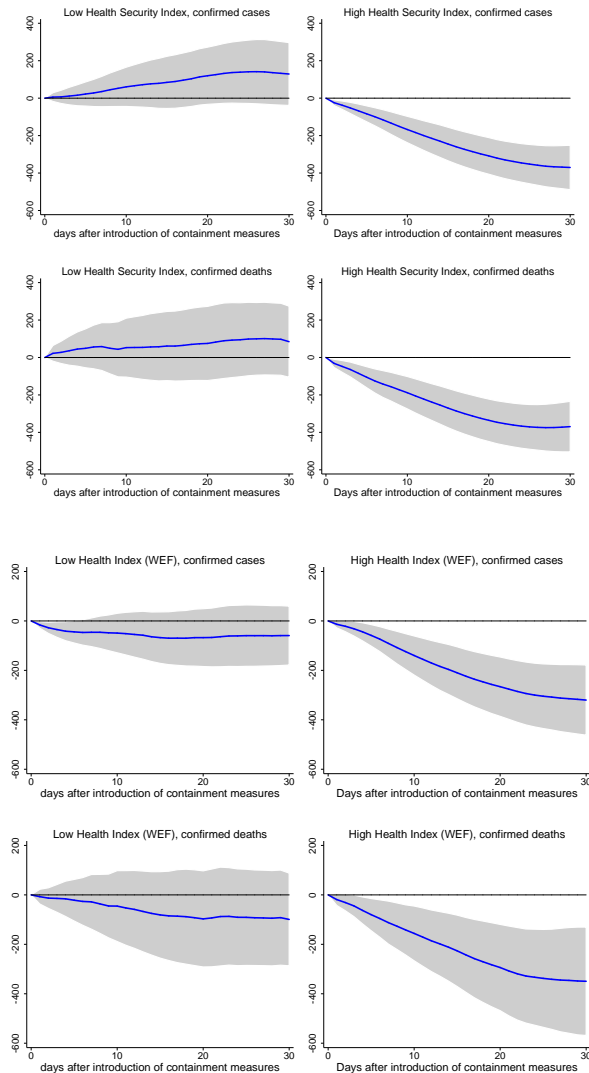 Low Health Security Index, confirmed cases
400
200
0
-200
-400
-600
0 10 20 30
days after introduction of containment measures
High Health Security Index, confirmed cases
400
200
0
-200
-400
-600
0 10 20 30
Days after introduction of containment measures
Low Health Security Index, confirmed deaths
400
200
0
-200
-400
-600
0 10 20 30
days after introduction of containment measures
High Health Security Index, confirmed deaths
400
200
0
-200
-400
-600
0 10 20 30
Days after introduction of containment measures
Low Health Index (WEF), confirmed cases
200
0
-200
-400
-600
0 10 20 30
days after introduction of containment measures
High Health Index (WEF), confirmed cases
200
0
-200
-400
-600
0 10 20 30
Days after introduction of containment measures
Low Health Index (WEF), confirmed deaths
200
0
-200
-400
-600
0 10 20 30
days after introduction of containment measures
High Health Index (WEF), confirmed deaths
200
0
-200
-400
-600
0 10 20 30
Days after introduction of containment measures